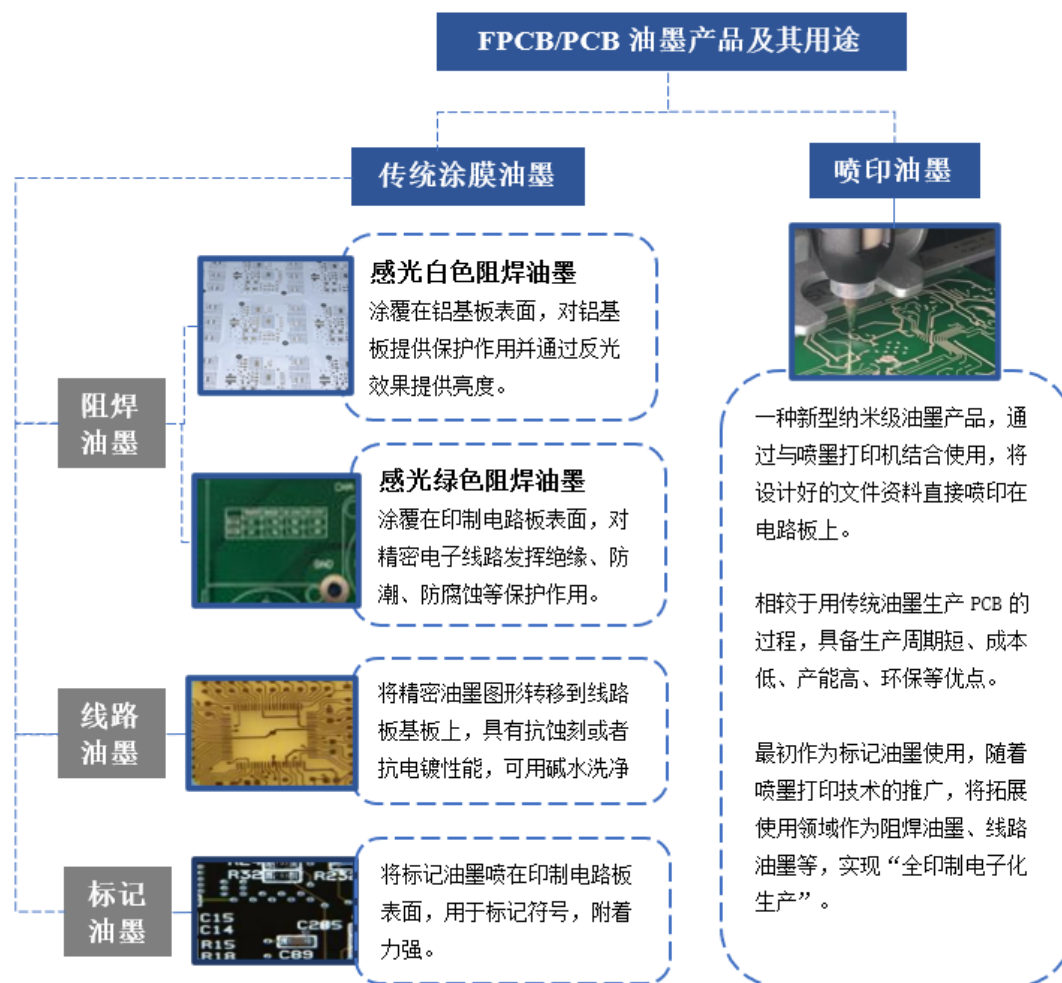 FPCB/PCB 油墨产品及其用途
传统涂膜油墨
喷印油墨
阻焊
油墨
感光白色阻焊油墨
涂覆在铝基板表面，对铝基
板提供保护作用并通过反光
效果提供亮度。
感光绿色阻焊油墨
涂覆在印制电路板表面，对
精密电子线路发挥绝缘、防
潮、防腐蚀等保护作用。
GND
线路
油墨
将精密油墨图形转移到线路
板基板上，具有抗蚀刻或者
抗电镀性能，可用碱水洗净
标记
油墨
R32
R232
C15
C14
R15
R18
C205
C89
将标记油墨喷在印制电路板
表面，用于标记符号，附着
力强。
一种新型纳米级油墨产品，通
过与喷墨打印机结合使用，将
设计好的文件资料直接喷印在
电路板上。
相较于用传统油墨生产 PCB 的
过程，具备生产周期短、成本
低、产能高、环保等优点。
最初作为标记油墨使用，随着
喷墨打印技术的推广，将拓展
使用领域作为阻焊油墨、线路
油墨等，实现“全印制电子化
生产”。